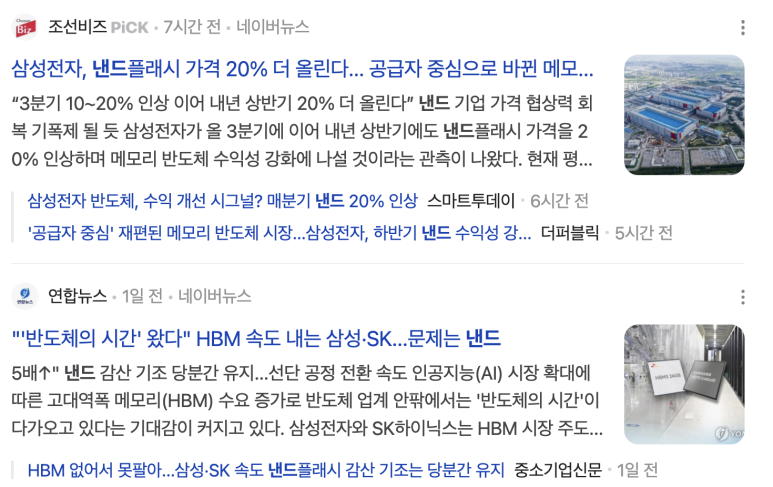 조선비즈 PiCK · 7시간 전 · 네이버뉴스
삼성전자, 낸드플래시 가격 20% 더 올린다... 공급자 중심으로 바뀐 메모...
“3분기 10~20% 인상 이어 내년 상반기 20% 더 올린다” 낸드 기업 가격 협상력 회
복 기폭제 될 듯 삼성전자가 올 3분기에 이어 내년 상반기에도 낸드플래시 가격을 2
0% 인상하며 메모리 반도체 수익성 강화에 나설 것이라는 관측이 나왔다. 현재 평...
삼성전자 반도체, 수익 개선 시그널? 매분기 낸드 20% 인상 스마트투데이 · 6시간 전
'공급자 중심' 재편된 메모리 반도체 시장...삼성전자, 하반기 낸드 수익성 강... 더퍼블릭 · 5시간 전
연합뉴스 · 1일 전 · 네이버뉴스
"'반도체의 시간' 왔다" HBM 속도 내는 삼성·SK...문제는 낸드
5배↑" 낸드 감산 기조 당분간 유지...선단 공정 전환 속도 인공지능(AI) 시장 확대에
따른 고대역폭 메모리(HBM) 수요 증가로 반도체 업계 안팎에서는 '반도체의 시간'이
다가오고 있다는 기대감이 커지고 있다. 삼성전자와 SK하이닉스는 HBM 시장 주도...
HBM 없어서 못팔아...삼성·SK 속도 낸드플래시 감산 기조는 당분간 유지 중소기업신문 · 1일 전